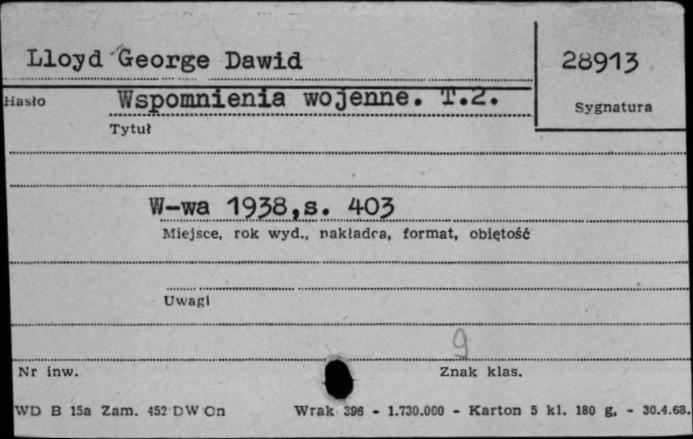 Lloyd George Dawid
28913
Hasło
Wspomnienia wojenne. T.2.
Sygnatura
Tytuł
W-wa 1938,s. 403
Miejsce, rok wyd., nakładca, format, objętość
Uwagi
9
Nr inw.
Znak klas.
WD B 15a Zam. 452 DW Cn
Wrak 396 - 1.730.000 - Karton 5 kl. 180 g. - 30.4.68.